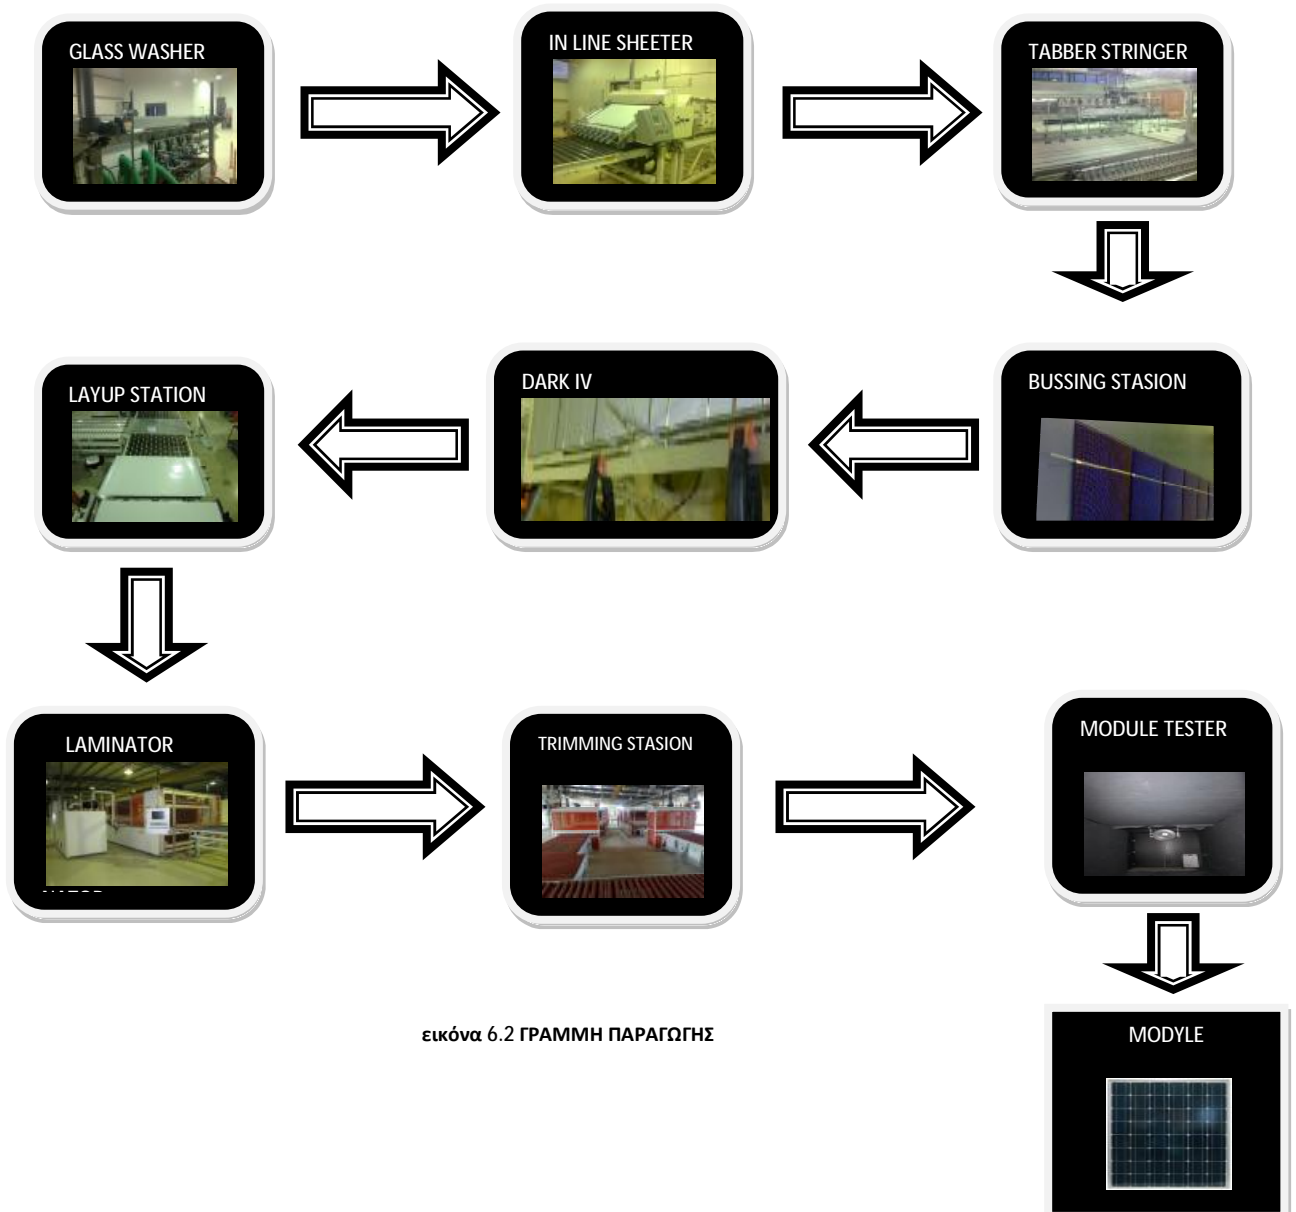 GLASS WASHER
IN LINE SHEETER
TABBER STRINGER
BUSSING STASION
DARK IV
LAYUP STATION
LAMINATOR
TRIMMING STASION
MODULE TESTER
MODYLE
εικόνα 6.2 ΓΡΑΜΜΗ ΠΑΡΑΓΩΓΗΣ